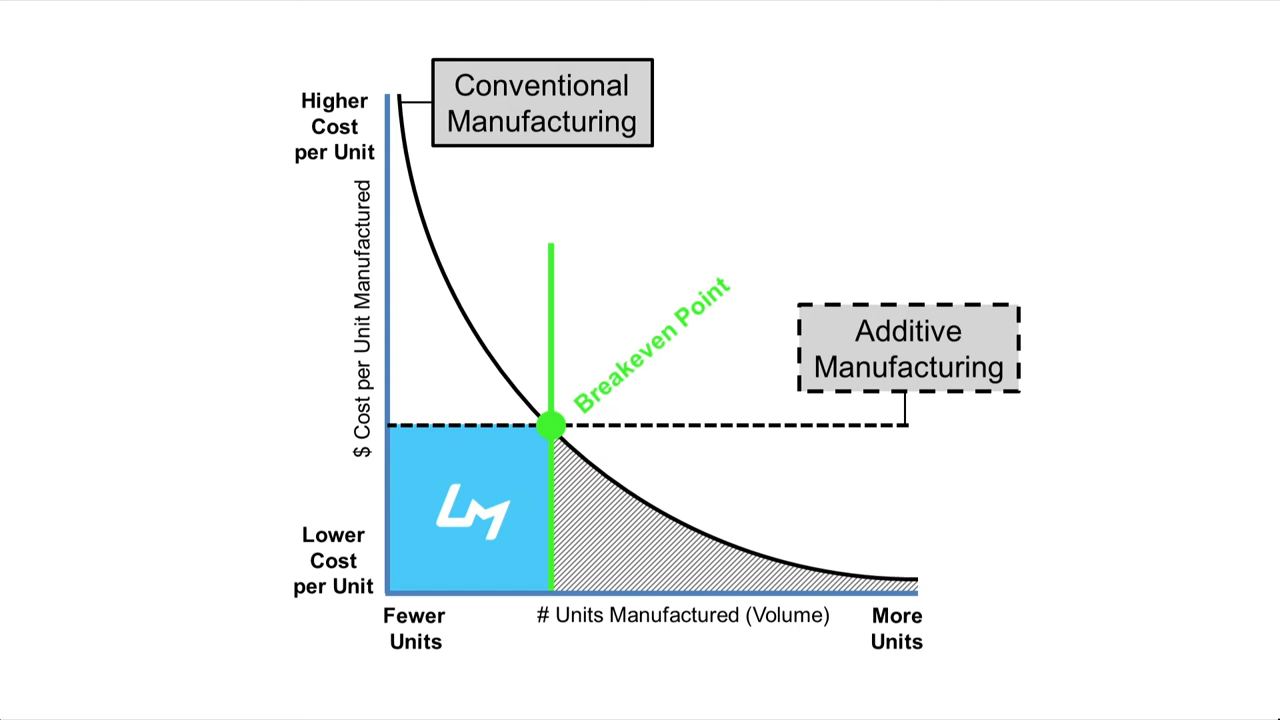 Conventional
Manufacturing
Higher
Cost
per Unit
$ Cost per Unit Manufactured
Breakeven Point
Additive
Manufacturing
LM
Lower
Cost
per Unit
Fewer
Units
# Units Manufactured (Volume)
More
Units